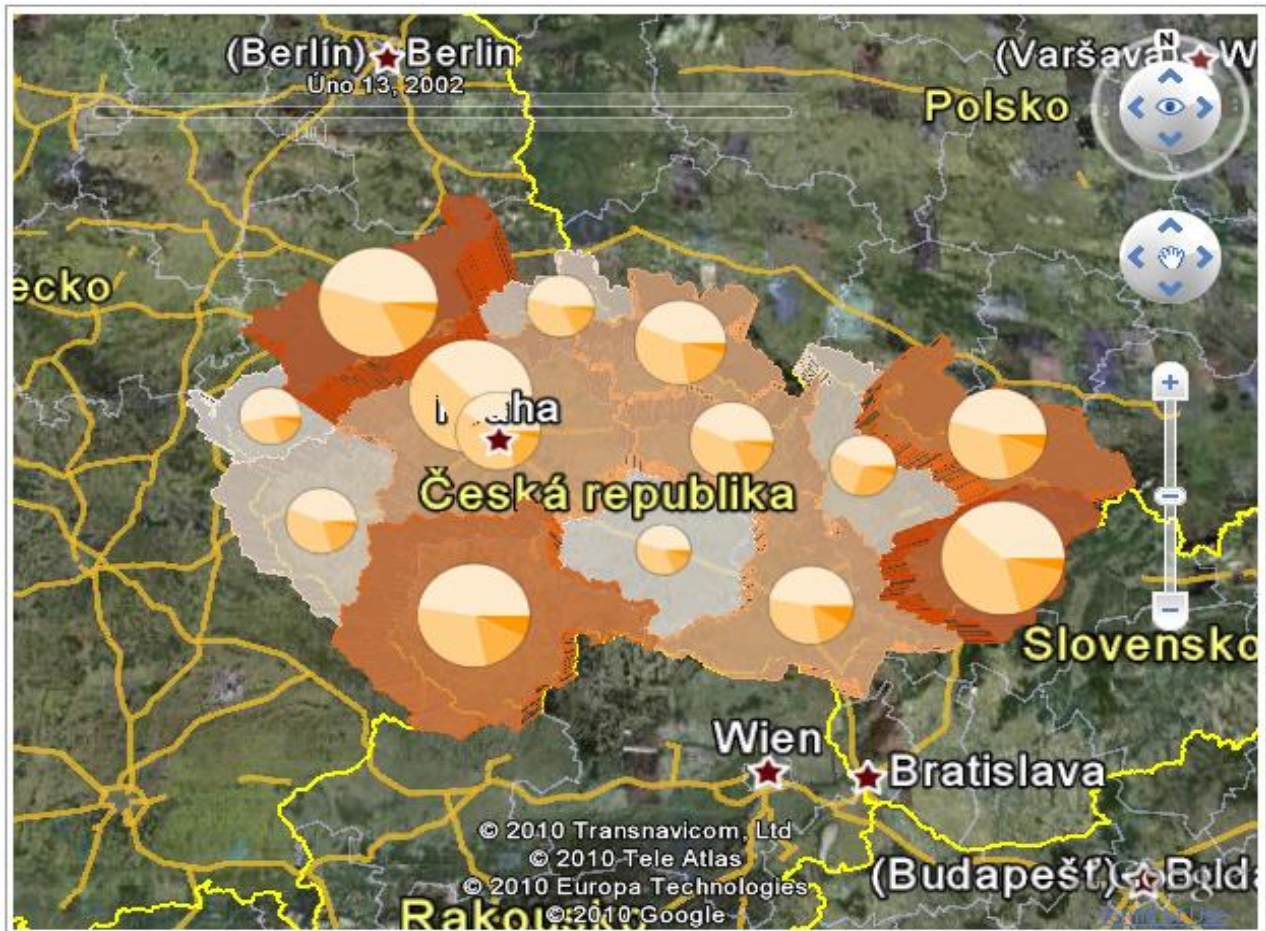 (Berlín) Berlin
Úno 13, 2002
(Varšava)
N
Polsko
ecko
Česká republika
Slovensko
Wien
Bratislava
© 2010 Transnavicom, Ltd
© 2010 Tele Atlas
© 2010 Europa Technologies
© 2010 Google
(Budapešť)
Rakousko